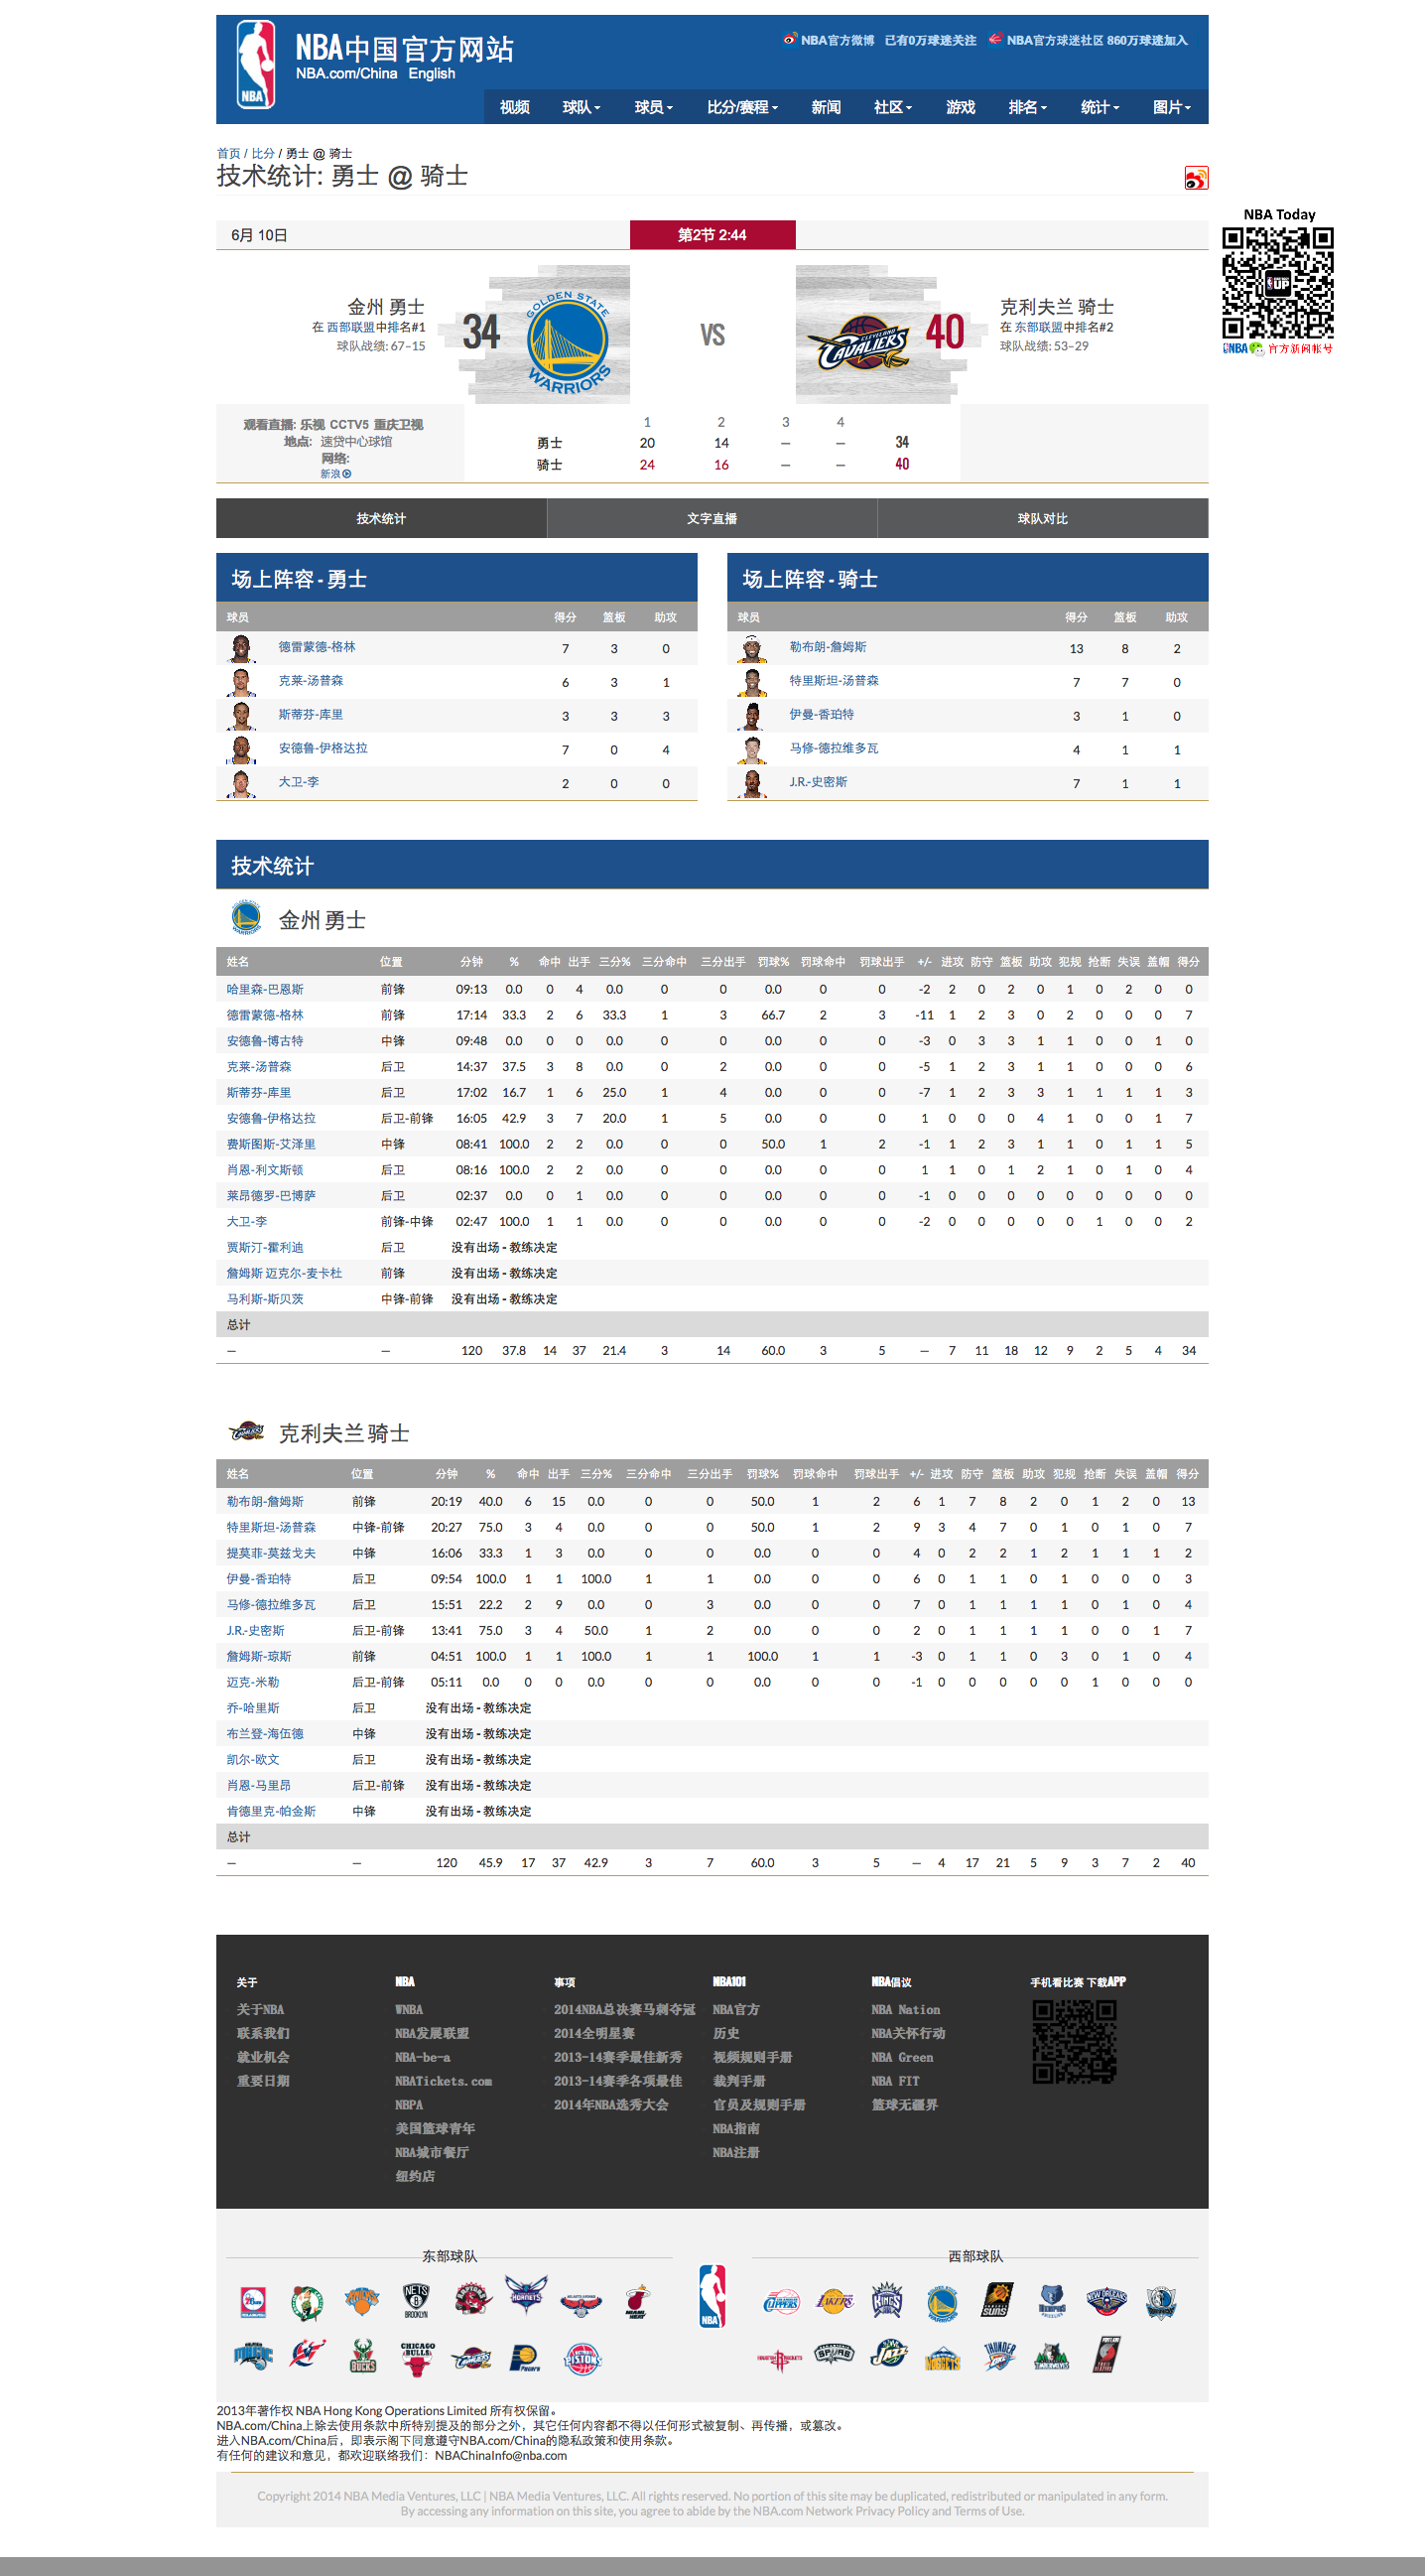 NBA中国官方网站
NBA.com/China English
NBA官方微博 已有0万球迷关注 NBA官方球迷社区 860万球迷加入
NBA
视频 球队 球员 比分/赛程 新闻 社区 游戏 排名 统计 图片
首页 / 比分 / 勇士 @ 骑士
技术统计: 勇士 @ 骑士
NBA Today
6月 10日 第2节 2:44
金州 勇士 34 VS 40 克利夫兰 骑士
在 西部联盟中排名#1 在 东部联盟中排名#2
球队战绩: 67-15 球队战绩: 53-29
GOLDEN STATE WARRIORS
CLEVELAND CAVALIERS
UP
NBA 官方新闻帐号
观看直播: 乐视 CCTV5 重庆卫视
地点: 速贷中心球馆
网络:
新浪
1 2 3 4
勇士 20 14 — — 34
骑士 24 16 — — 40
技术统计 文字直播 球队对比
场上阵容 - 勇士
球员 得分 篮板 助攻
德雷蒙德-格林 7 3 0
克莱-汤普森 6 3 1
斯蒂芬-库里 3 3 3
安德鲁-伊格达拉 7 0 4
大卫-李 2 0 0
场上阵容 - 骑士
球员 得分 篮板 助攻
勒布朗-詹姆斯 13 8 2
特里斯坦-汤普森 7 7 0
伊曼-香珀特 3 1 0
马修-德拉维多瓦 4 1 1
J.R.-史密斯 7 1 1
技术统计
金州 勇士
姓名 位置 分钟 % 命中 出手 三分% 三分命中 三分出手 罚球% 罚球命中 罚球出手 +/- 进攻 防守 篮板 助攻 犯规 抢断 失误 盖帽 得分
哈里森-巴恩斯 前锋 09:13 0.0 0 4 0.0 0 0 0.0 0 0 -2 2 0 2 0 1 0 2 0 0
德雷蒙德-格林 前锋 17:14 33.3 2 6 33.3 1 3 66.7 2 3 -11 1 2 3 0 2 0 0 0 7
安德鲁-博古特 中锋 09:48 0.0 0 0 0.0 0 0 0.0 0 0 -3 0 3 3 1 1 0 0 1 0
克莱-汤普森 后卫 14:37 37.5 3 8 0.0 0 2 0.0 0 0 -5 1 2 3 1 1 0 0 0 6
斯蒂芬-库里 后卫 17:02 16.7 1 6 25.0 1 4 0.0 0 0 -7 1 2 3 3 1 1 1 1 3
安德鲁-伊格达拉 后卫-前锋 16:05 42.9 3 7 20.0 1 5 0.0 0 0 1 0 0 0 4 1 0 0 1 7
费斯图斯-艾泽里 中锋 08:41 100.0 2 2 0.0 0 0 50.0 1 2 -1 1 2 3 1 1 0 1 1 5
肖恩-利文斯顿 后卫 08:16 100.0 2 2 0.0 0 0 0.0 0 0 1 1 0 1 2 1 0 1 0 4
莱昂德罗-巴博萨 后卫 02:37 0.0 0 1 0.0 0 0 0.0 0 0 -1 0 0 0 0 0 0 0 0 0
大卫-李 前锋-中锋 02:47 100.0 1 1 0.0 0 0 0.0 0 0 -2 0 0 0 0 0 1 0 0 2
贾斯汀-霍利迪 后卫 没有出场 - 教练决定
詹姆斯 迈克尔-麦卡杜 前锋 没有出场 - 教练决定
马利斯-斯贝茨 中锋-前锋 没有出场 - 教练决定
总计
— — 120 37.8 14 37 21.4 3 14 60.0 3 5 — 7 11 18 12 9 2 5 4 34
克利夫兰 骑士
姓名 位置 分钟 % 命中 出手 三分% 三分命中 三分出手 罚球% 罚球命中 罚球出手 +/- 进攻 防守 篮板 助攻 犯规 抢断 失误 盖帽 得分
勒布朗-詹姆斯 前锋 20:19 40.0 6 15 0.0 0 0 50.0 1 2 6 1 7 8 2 0 1 2 0 13
特里斯坦-汤普森 中锋-前锋 20:27 75.0 3 4 0.0 0 0 50.0 1 2 9 3 4 7 0 1 0 1 0 7
提莫菲-莫兹戈夫 中锋 16:06 33.3 1 3 0.0 0 0 0.0 0 0 4 0 2 2 1 2 1 1 1 2
伊曼-香珀特 后卫 09:54 100.0 1 1 100.0 1 1 0.0 0 0 6 0 1 1 0 1 0 0 0 3
马修-德拉维多瓦 后卫 15:51 22.2 2 9 0.0 0 3 0.0 0 0 7 0 1 1 1 1 0 1 0 4
J.R.-史密斯 后卫-前锋 13:41 75.0 3 4 50.0 1 2 0.0 0 0 2 0 1 1 1 1 0 0 1 7
詹姆斯-琼斯 前锋 04:51 100.0 1 1 100.0 1 1 100.0 1 1 -3 0 1 1 0 3 0 1 0 4
迈克-米勒 后卫-前锋 05:11 0.0 0 0 0.0 0 0 0.0 0 0 -1 0 0 0 0 0 1 0 0 0
乔-哈里斯 后卫 没有出场 - 教练决定
布兰登-海伍德 中锋 没有出场 - 教练决定
凯尔-欧文 后卫 没有出场 - 教练决定
肖恩-马里昂 后卫-前锋 没有出场 - 教练决定
肯德里克-帕金斯 中锋 没有出场 - 教练决定
总计
— — 120 45.9 17 37 42.9 3 7 60.0 3 5 — 4 17 21 5 9 3 7 2 40
关于
关于NBA
联系我们
就业机会
重要日期
NBA
WNBA
NBA发展联盟
NBA-be-a
NBATickets.com
NBPA
美国篮球青年
NBA城市餐厅
纽约店
事项
2014NBA总决赛马刺夺冠
2014全明星赛
2013-14赛季最佳新秀
2013-14赛季各项最佳
2014年NBA选秀大会
NBA101
NBA官方
历史
视频规则手册
裁判手册
官员及规则手册
NBA指南
NBA注册
NBA倡议
NBA Nation
NBA关怀行动
NBA Green
NBA FIT
篮球无疆界
手机看比赛 下载APP
东部球队 西部球队
2013年著作权 NBA Hong Kong Operations Limited 所有权保留。
NBA.com/China上除去使用条款中所特别提及的部分之外，其它任何内容都不得以任何形式被复制、再传播，或篡改。
进入NBA.com/China后，即表示阁下同意遵守NBA.com/China的隐私政策和使用条款。
有任何的建议和意见，都欢迎联络我们：NBAChinaInfo@nba.com
Copyright 2014 NBA Media Ventures, LLC | NBA Media Ventures, LLC. All rights reserved. No portion of this site may be duplicated, redistributed or manipulated in any form.
By accessing any information on this site, you agree to abide by the NBA.com Network Privacy Policy and Terms of Use.